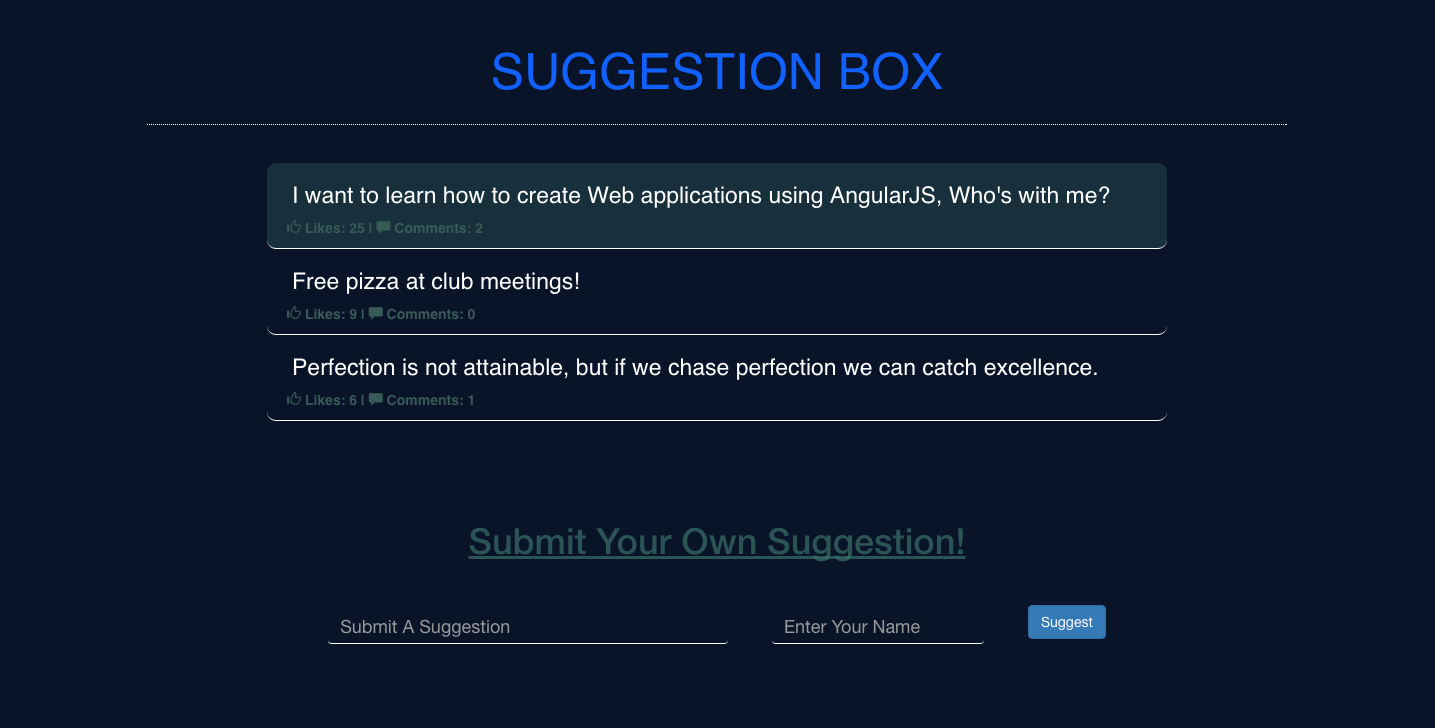 SUGGESTION BOX
I want to learn how to create Web applications using AngularJS, Who's with me?
Likes: 25 | Comments: 2
Free pizza at club meetings!
Likes: 9 | Comments: 0
Perfection is not attainable, but if we chase perfection we can catch excellence.
Likes: 6 | Comments: 1
Submit Your Own Suggestion!
Submit A Suggestion Enter Your Name Suggest